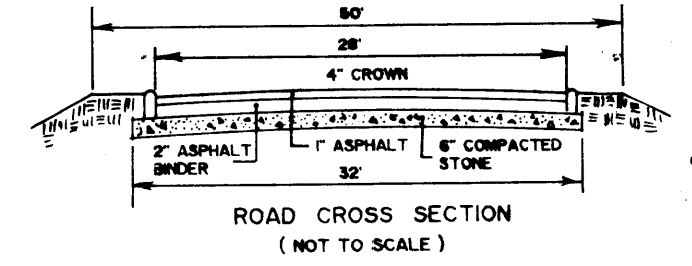 50'
28'
4" CROWN
2" ASPHALT BINDER
1" ASPHALT
6" COMPACTED STONE
32'
ROAD CROSS SECTION
( NOT TO SCALE )